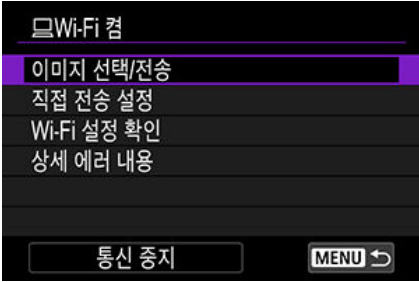 Wi-Fi 켬
이미지 선택/전송
직접 전송 설정
Wi-Fi 설정 확인
상세 에러 내용
통신 중지
MENU